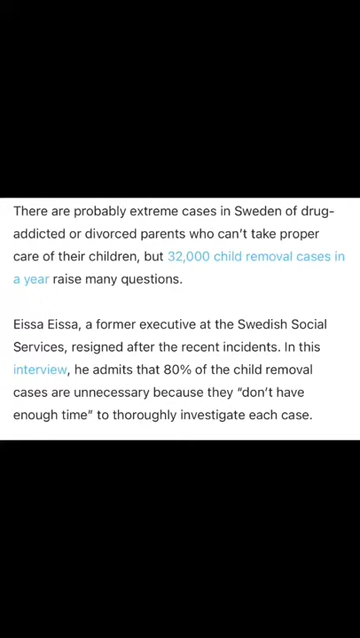 There are probably extreme cases in Sweden of drug-
addicted or divorced parents who can't take proper
care of their children, but 32,000 child removal cases in
a year raise many questions.
Eissa Eissa, a former executive at the Swedish Social
Services, resigned after the recent incidents. In this
interview, he admits that 80% of the child removal
cases are unnecessary because they “don't have
enough time” to thoroughly investigate each case.